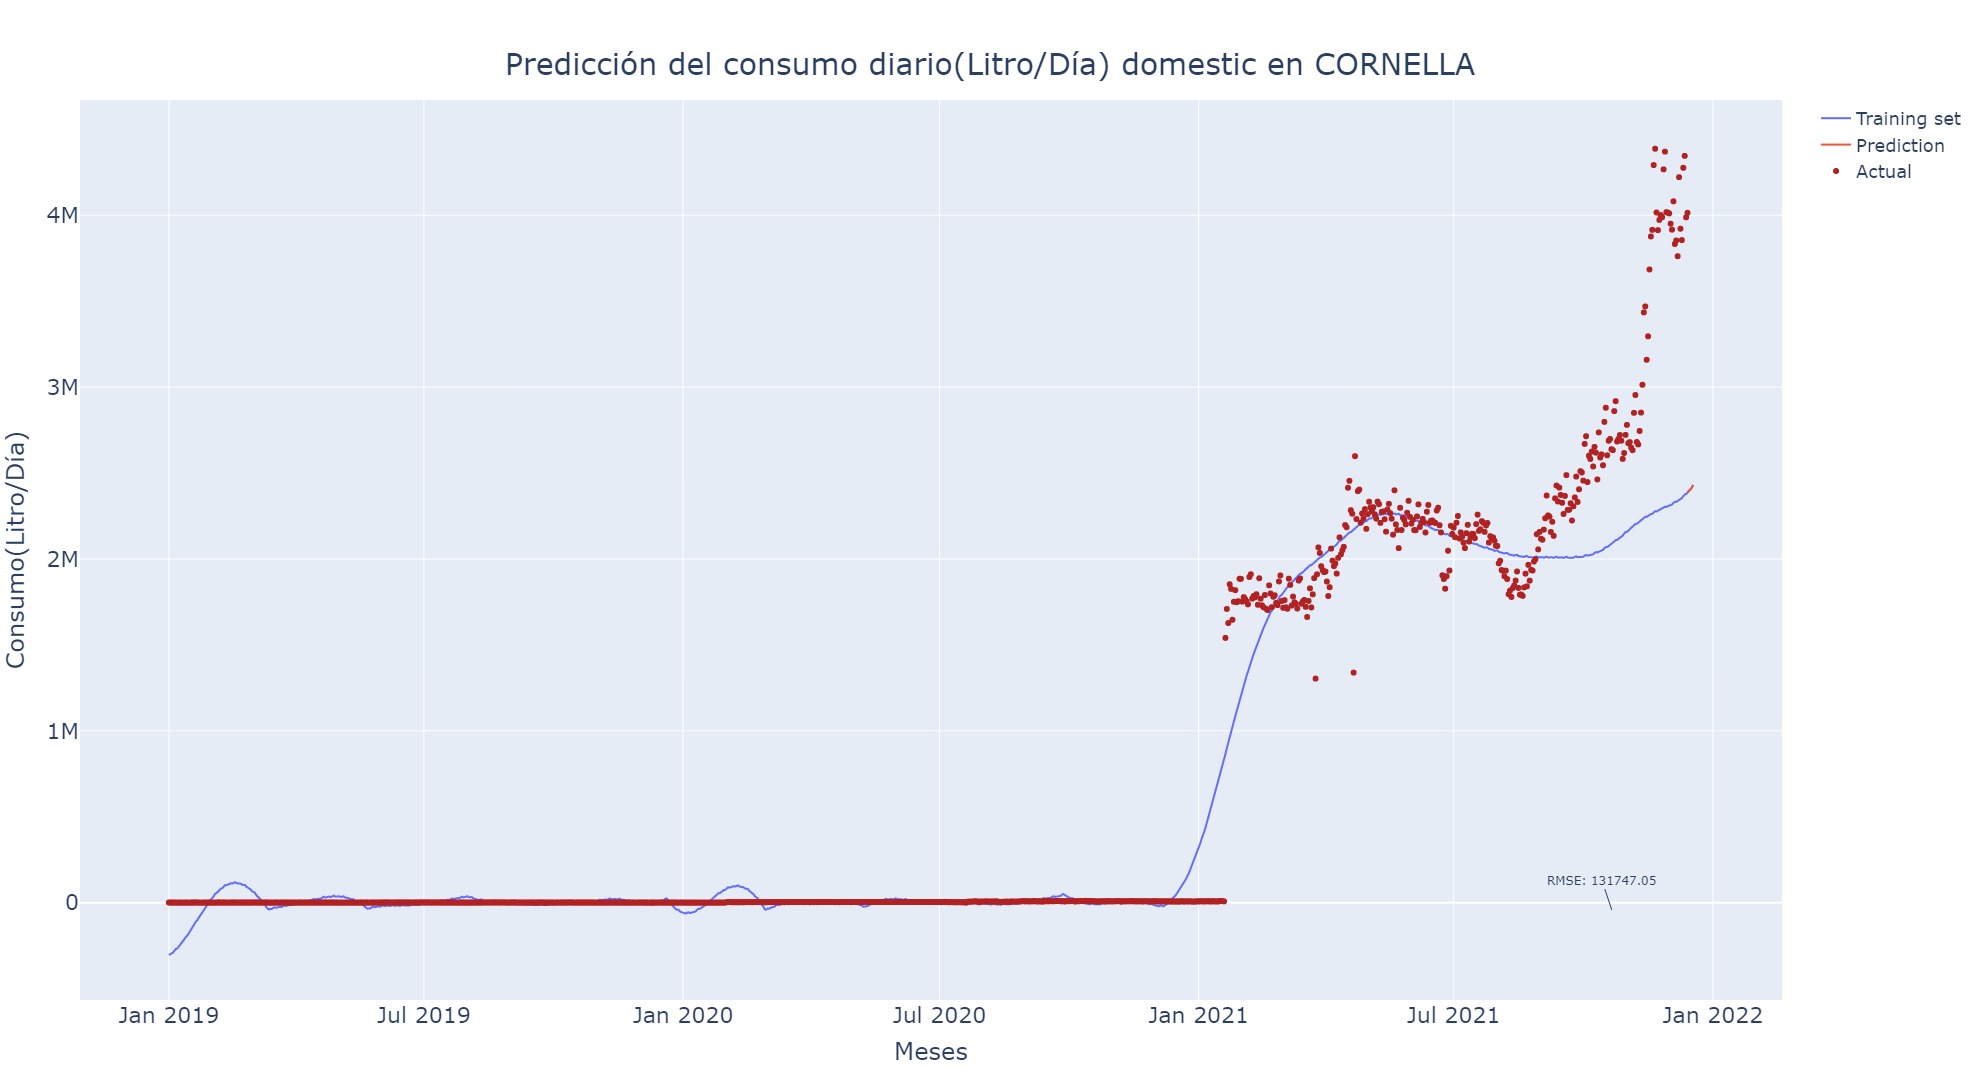 Predicción del consumo diario(Litro/Día) domestic en CORNELLA
Training set
Prediction
Actual
4M
3M
2M
1M
0
Consumo(Litro/Día)
RMSE: 131747.05
Jan 2019
Jul 2019
Jan 2020
Jul 2020
Jan 2021
Jul 2021
Jan 2022
Meses